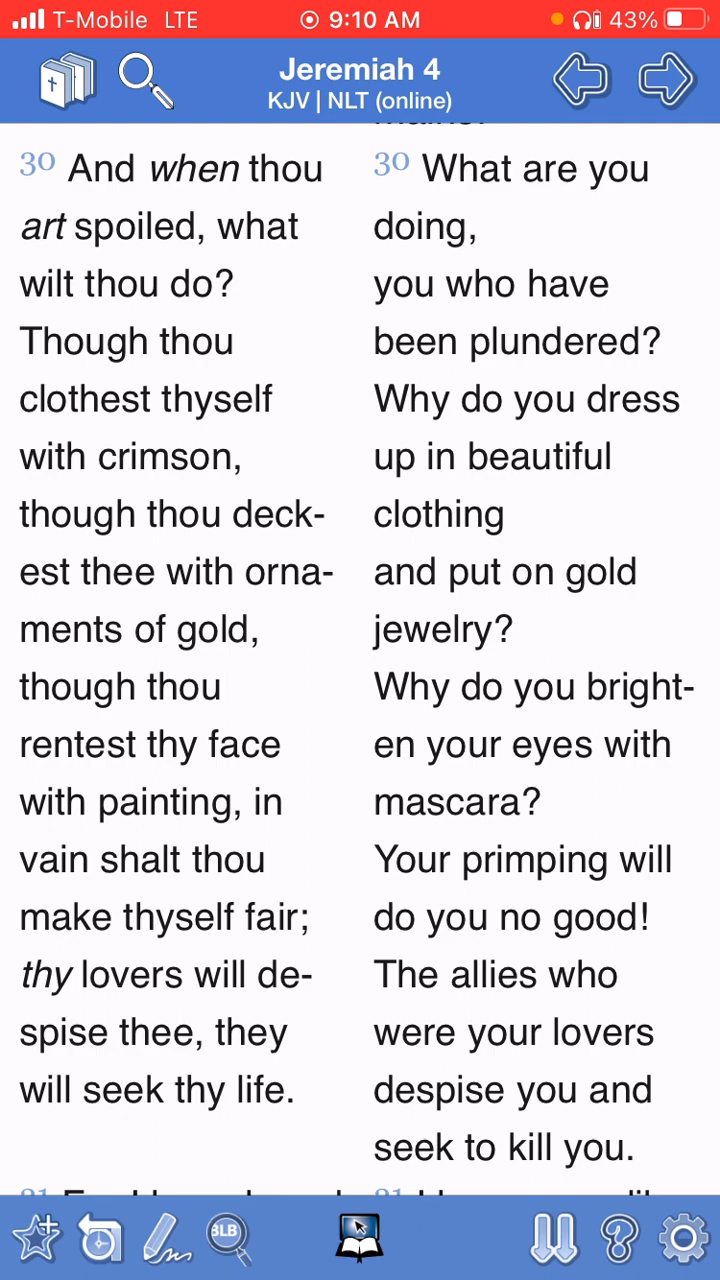 T-Mobile LTE 9:10 AM 43%
Jeremiah 4
KJV | NLT (online)
30 And when thou
art spoiled, what
wilt thou do?
Though thou
clothest thyself
with crimson,
though thou deck-
est thee with orna-
ments of gold,
though thou
rentest thy face
with painting, in
vain shalt thou
make thyself fair;
thy lovers will de-
spise thee, they
will seek thy life.
30 What are you
doing,
you who have
been plundered?
Why do you dress
up in beautiful
clothing
and put on gold
jewelry?
Why do you bright-
en your eyes with
mascara?
Your primping will
do you no good!
The allies who
were your lovers
despise you and
seek to kill you.
BLB